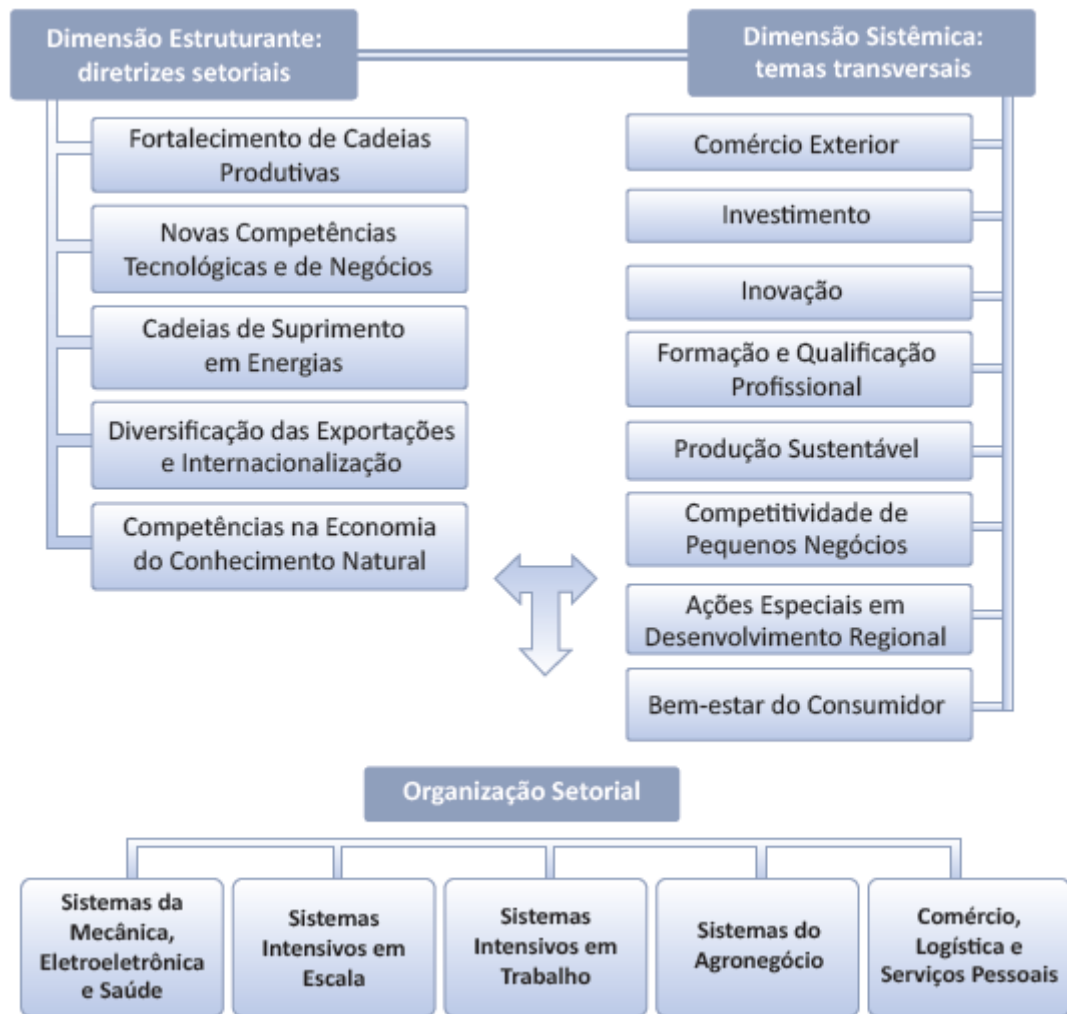 Dimensão Estruturante:
diretrizes setoriais
Fortalecimento de Cadeias
Produtivas
Novas Competências
Tecnológicas e de Negócios
Cadeias de Suprimento
em Energias
Diversificação das Exportações
e Internacionalização
Competências na Economia
do Conhecimento Natural
Dimensão Sistêmica:
temas transversais
Comércio Exterior
Investimento
Inovação
Formação e Qualificação
Profissional
Produção Sustentável
Competitividade de
Pequenos Negócios
Ações Especiais em
Desenvolvimento Regional
Bem-estar do Consumidor
Organização Setorial
Sistemas da
Mecânica,
Eletroeletrônica
e Saúde
Sistemas
Intensivos em
Escala
Sistemas
Intensivos em
Trabalho
Sistemas do
Agronegócio
Comércio,
Logística e
Serviços Pessoais